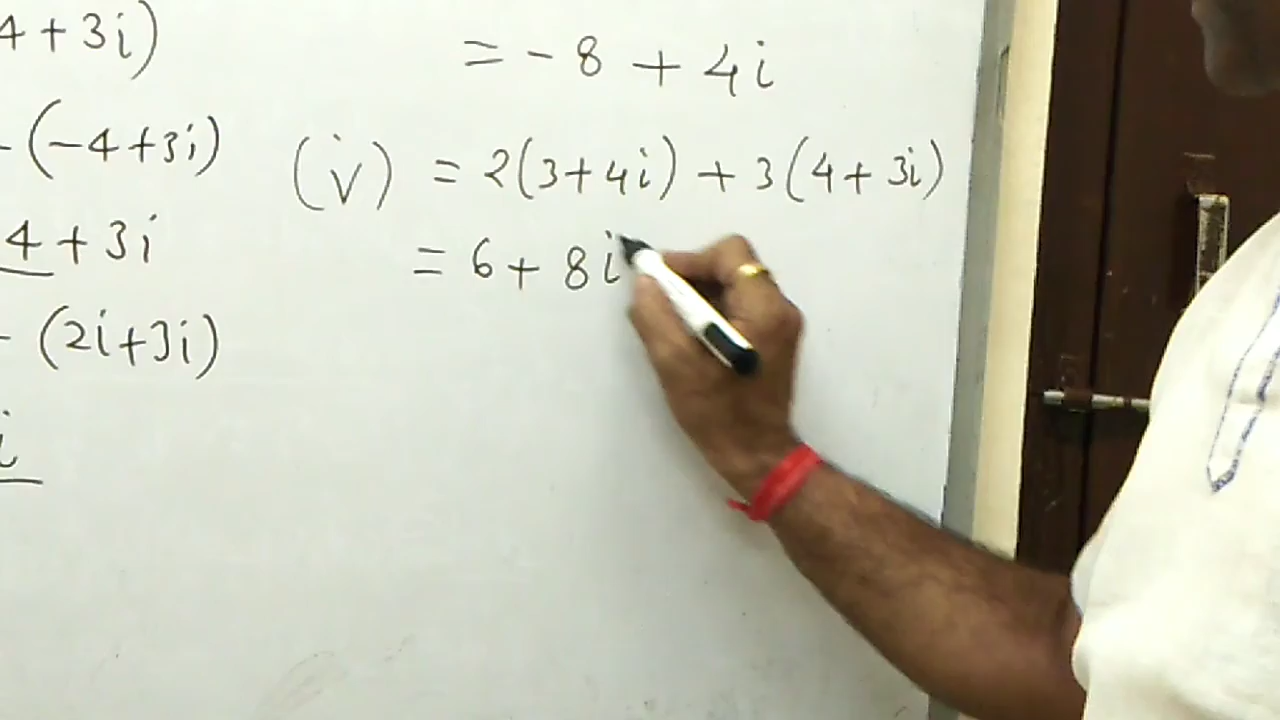 4 + 3i)
- (-4+3i)
4 + 3i
- (2i+3i)
i
= - 8 + 4i
(v) = 2(3+4i) + 3(4+3i)
= 6 + 8i